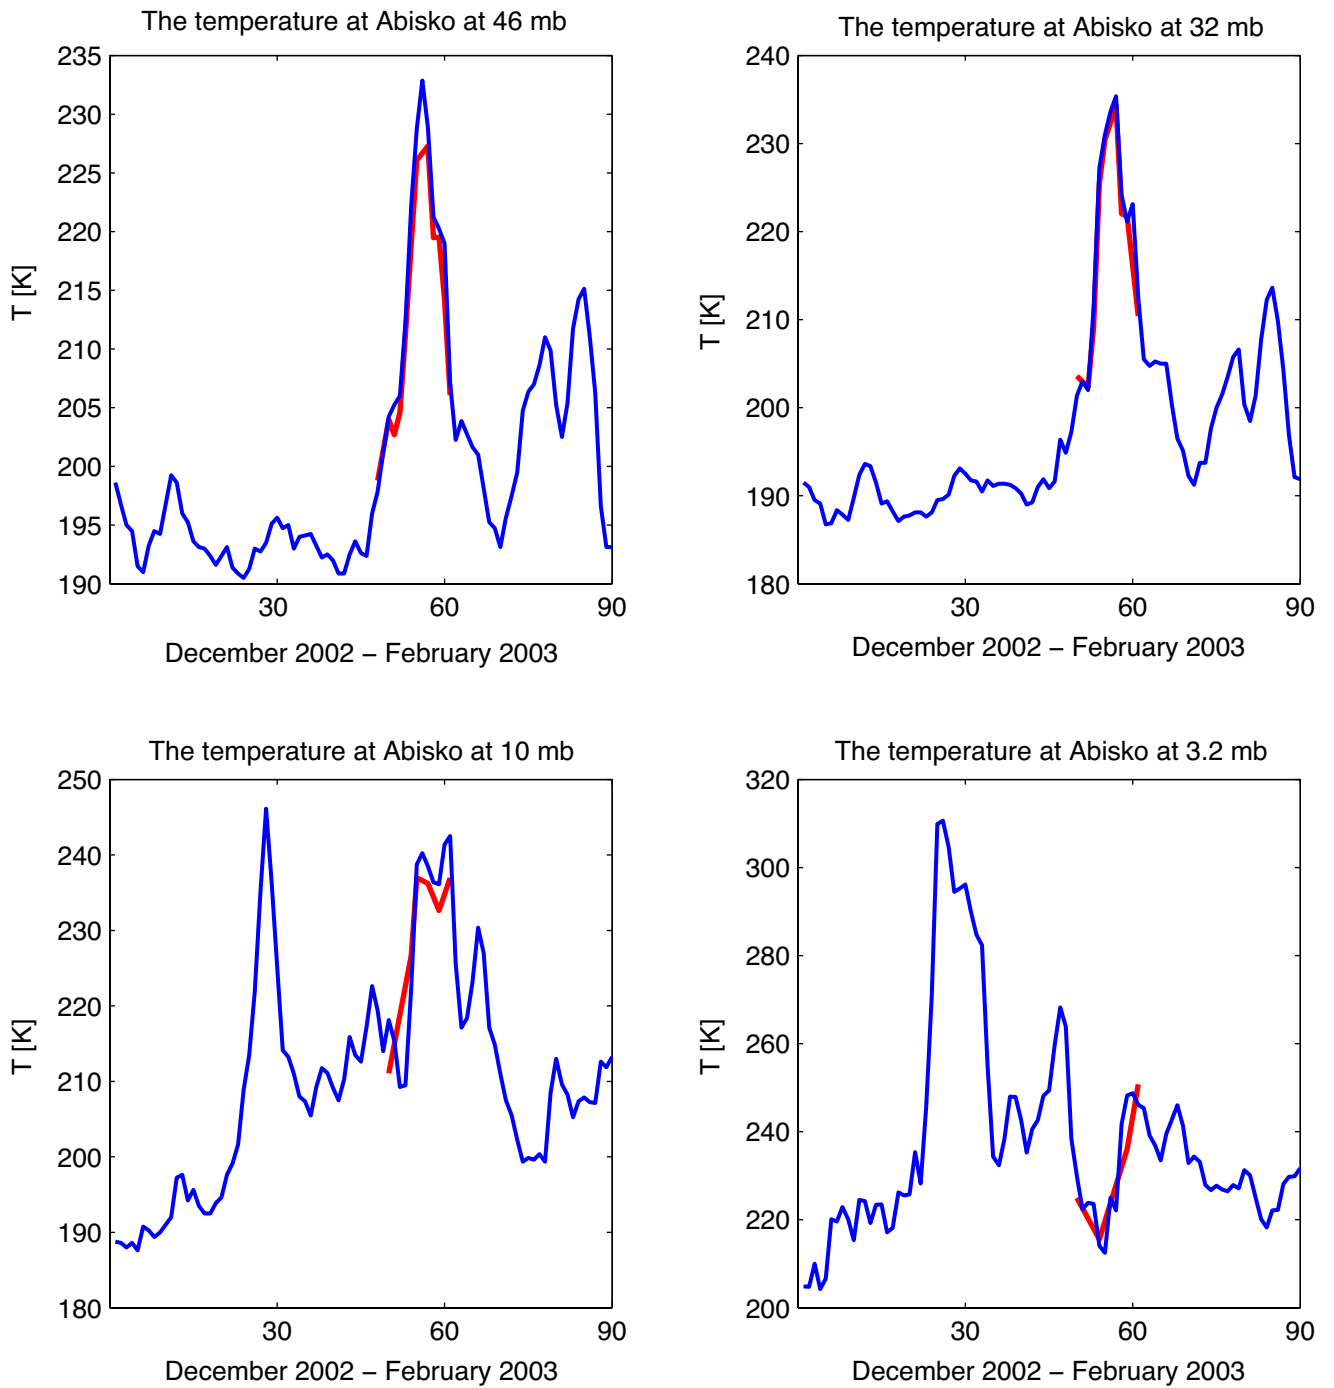 The temperature at Abisko at 46 mb
235
230
225
220
215
210
205
200
195
190
T [K]
30 60 90
December 2002 − February 2003
The temperature at Abisko at 32 mb
240
230
220
210
200
190
180
T [K]
30 60 90
December 2002 − February 2003
The temperature at Abisko at 10 mb
250
240
230
220
210
200
190
180
T [K]
30 60 90
December 2002 − February 2003
The temperature at Abisko at 3.2 mb
320
300
280
260
240
220
200
T [K]
30 60 90
December 2002 − February 2003